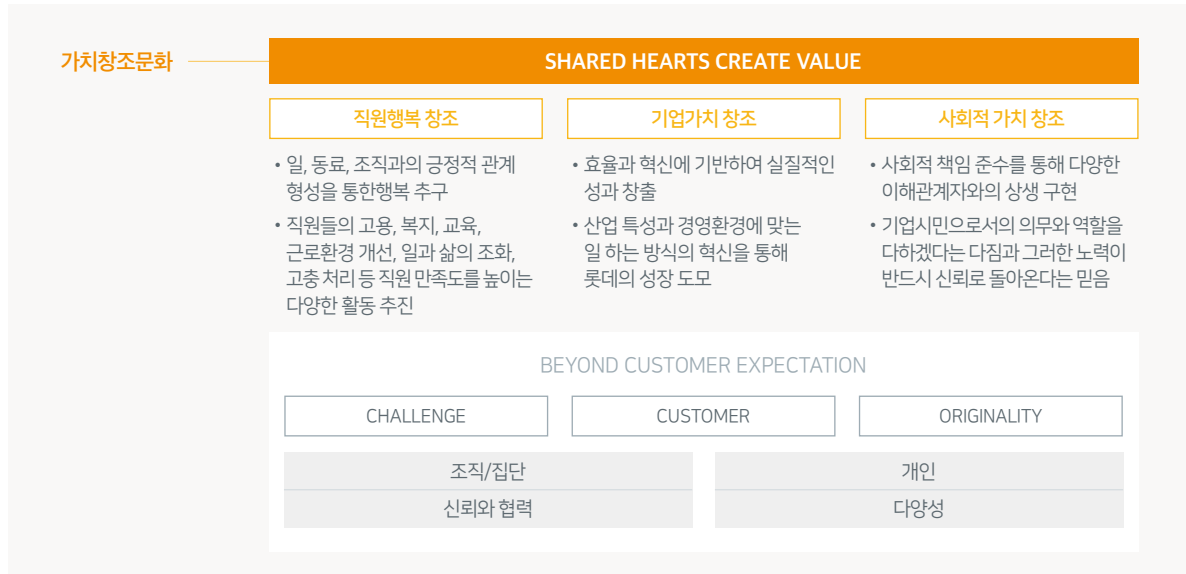 가치창조문화
SHARED HEARTS CREATE VALUE
직원행복 창조
• 일, 동료, 조직과의 긍정적 관계
형성을 통한행복 추구
• 직원들의 고용, 복지, 교육,
근로환경 개선, 일과 삶의 조화,
고충 처리 등 직원 만족도를 높이는
다양한 활동 추진
기업가치 창조
• 효율과 혁신에 기반하여 실질적인
성과 창출
• 산업 특성과 경영환경에 맞는
일 하는 방식의 혁신을 통해
롯데의 성장 도모
사회적 가치 창조
• 사회적 책임 준수를 통해 다양한
이해관계자와의 상생 구현
• 기업시민으로서의 의무와 역할을
다하겠다는 다짐과 그러한 노력이
반드시 신뢰로 돌아온다는 믿음
BEYOND CUSTOMER EXPECTATION
CHALLENGE
CUSTOMER
ORIGINALITY
조직/집단
신뢰와 협력
개인
다양성